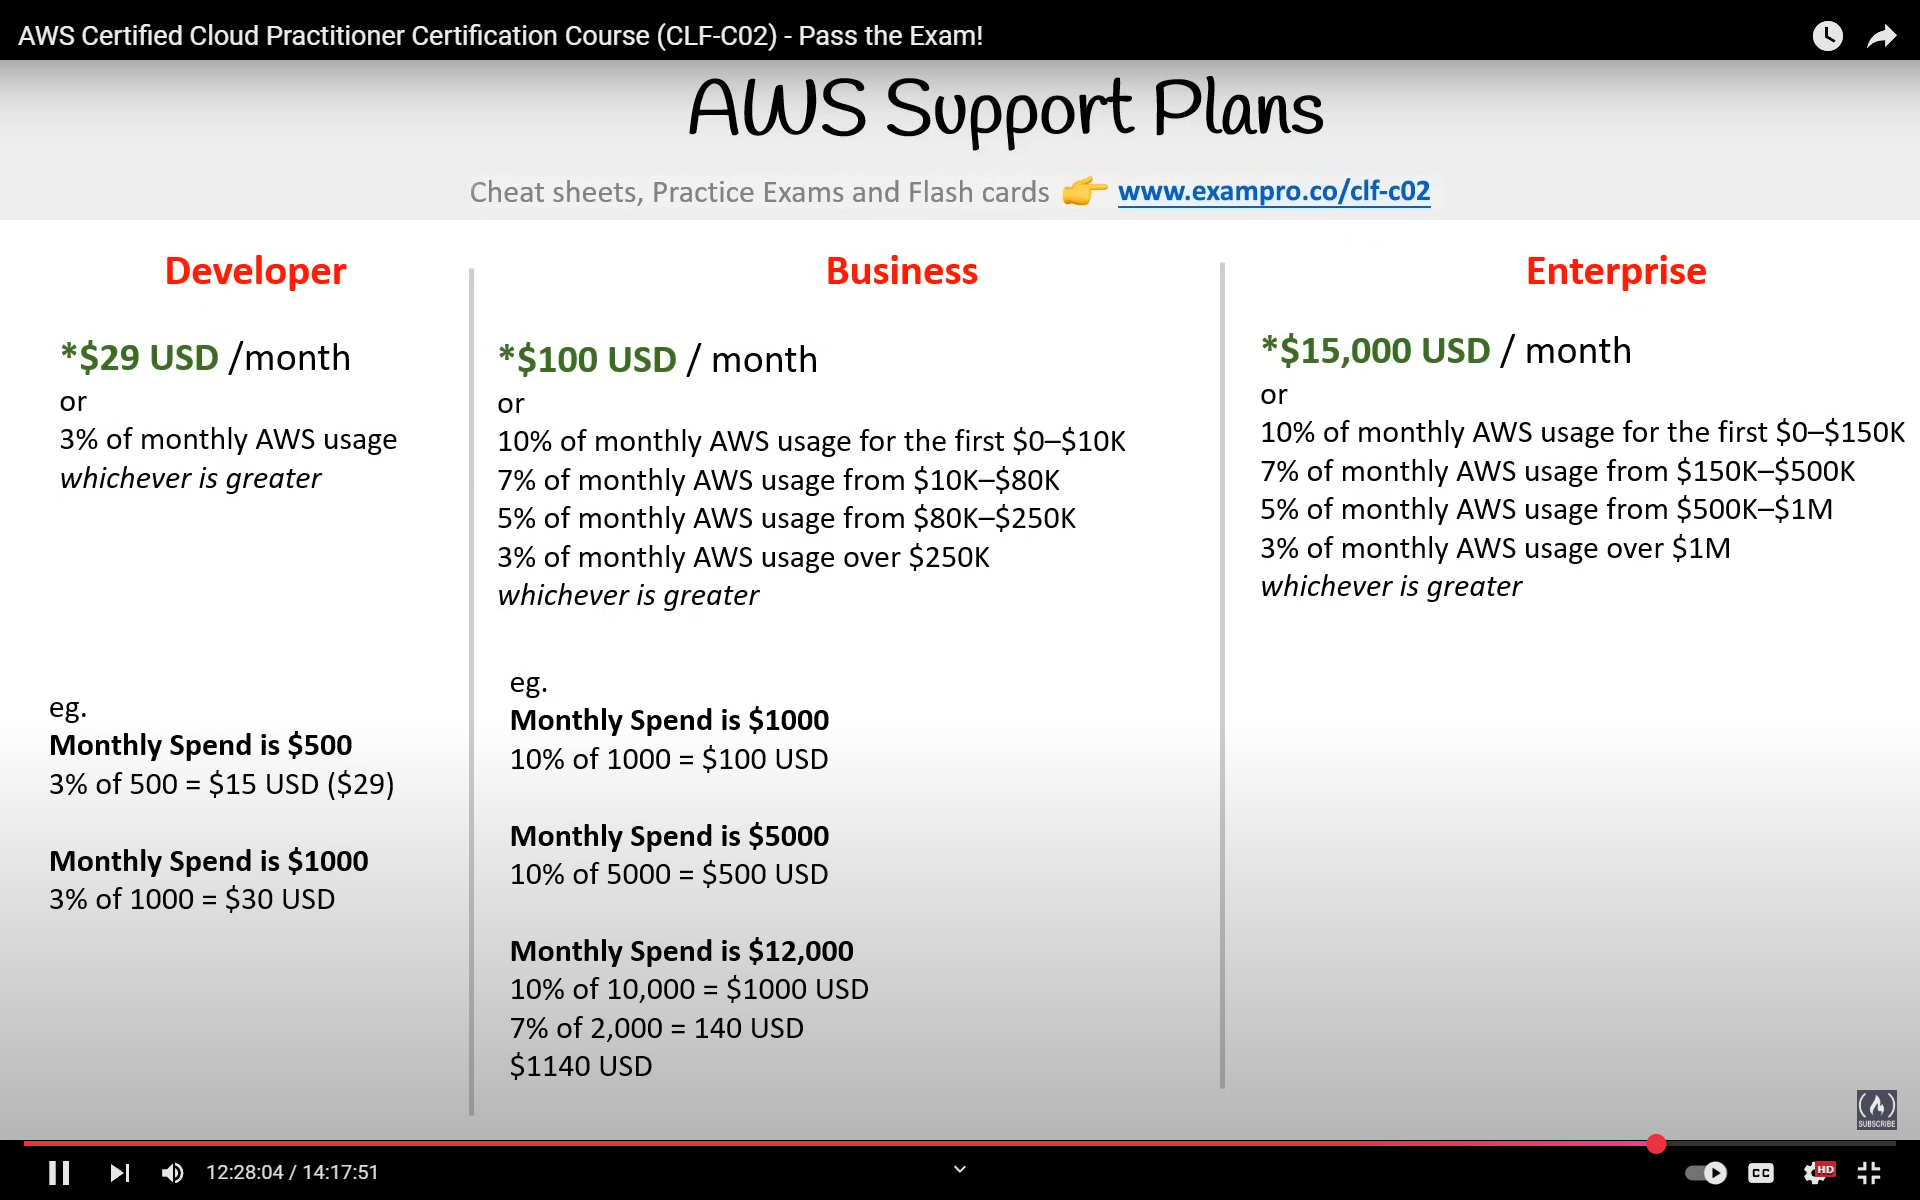 AWS Certified Cloud Practitioner Certification Course (CLF-C02) - Pass the Exam!
AWS Support Plans
Cheat sheets, Practice Exams and Flash cards 👉 www.exampro.co/clf-c02
Developer
*$29 USD /month
or
3% of monthly AWS usage
whichever is greater
eg.
Monthly Spend is $500
3% of 500 = $15 USD ($29)
Monthly Spend is $1000
3% of 1000 = $30 USD
Business
*$100 USD / month
or
10% of monthly AWS usage for the first $0–$10K
7% of monthly AWS usage from $10K–$80K
5% of monthly AWS usage from $80K–$250K
3% of monthly AWS usage over $250K
whichever is greater
eg.
Monthly Spend is $1000
10% of 1000 = $100 USD
Monthly Spend is $5000
10% of 5000 = $500 USD
Monthly Spend is $12,000
10% of 10,000 = $1000 USD
7% of 2,000 = 140 USD
$1140 USD
Enterprise
*$15,000 USD / month
or
10% of monthly AWS usage for the first $0–$150K
7% of monthly AWS usage from $150K–$500K
5% of monthly AWS usage from $500K–$1M
3% of monthly AWS usage over $1M
whichever is greater
SUBSCRIBE
12:28:04 / 14:17:51
CC
HD